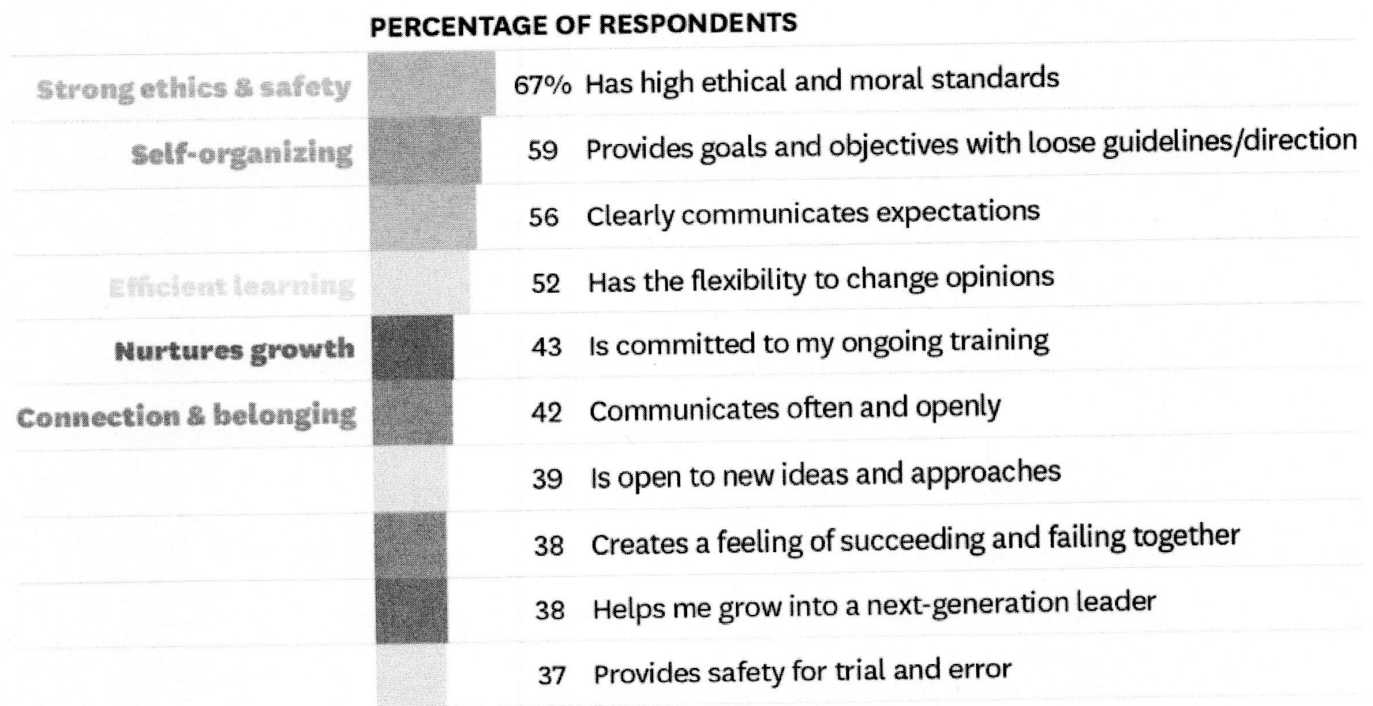 PERCENTAGE OF RESPONDENTS
Strong ethics & safety 67% Has high ethical and moral standards
Self-organizing 59 Provides goals and objectives with loose guidelines/direction
56 Clearly communicates expectations
Efficient learning 52 Has the flexibility to change opinions
Nurtures growth 43 Is committed to my ongoing training
Connection & belonging 42 Communicates often and openly
39 Is open to new ideas and approaches
38 Creates a feeling of succeeding and failing together
38 Helps me grow into a next-generation leader
37 Provides safety for trial and error